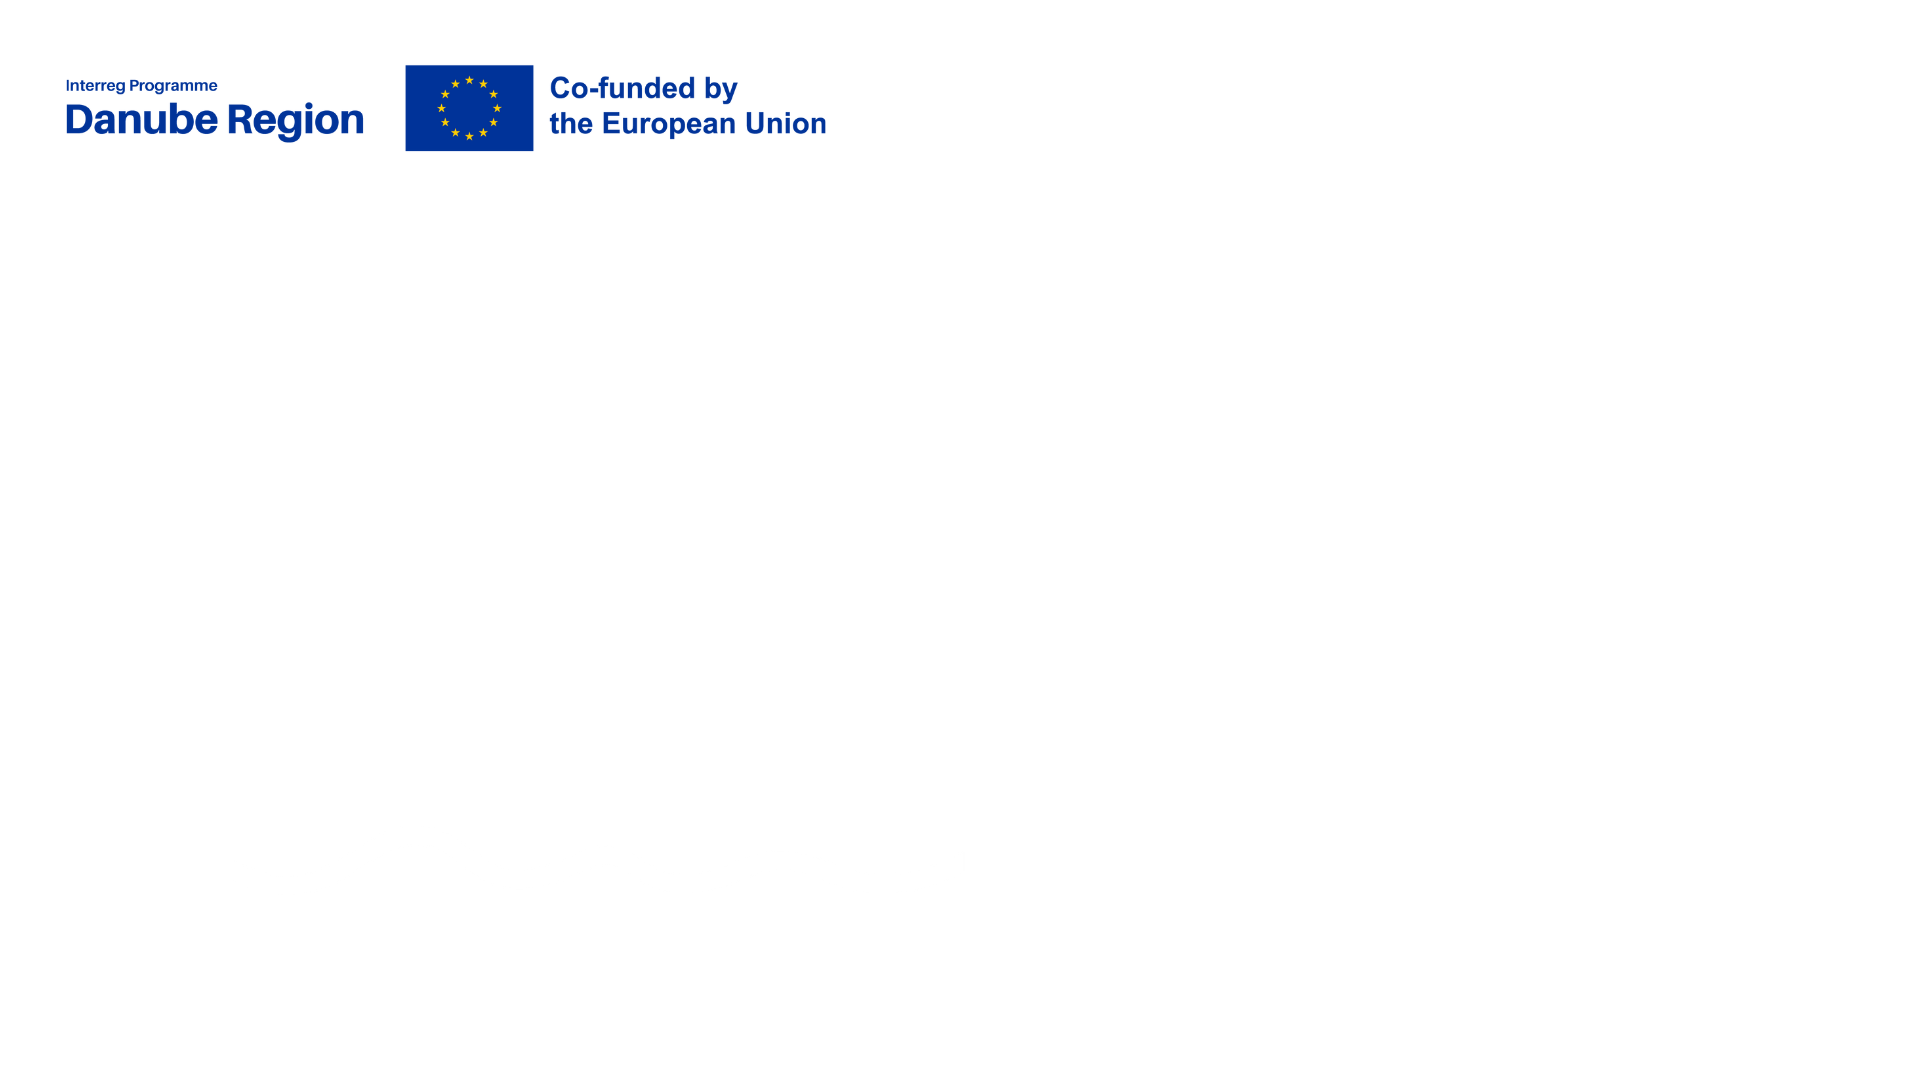 Interreg Programme
Danube Region
Co-funded by
the European Union